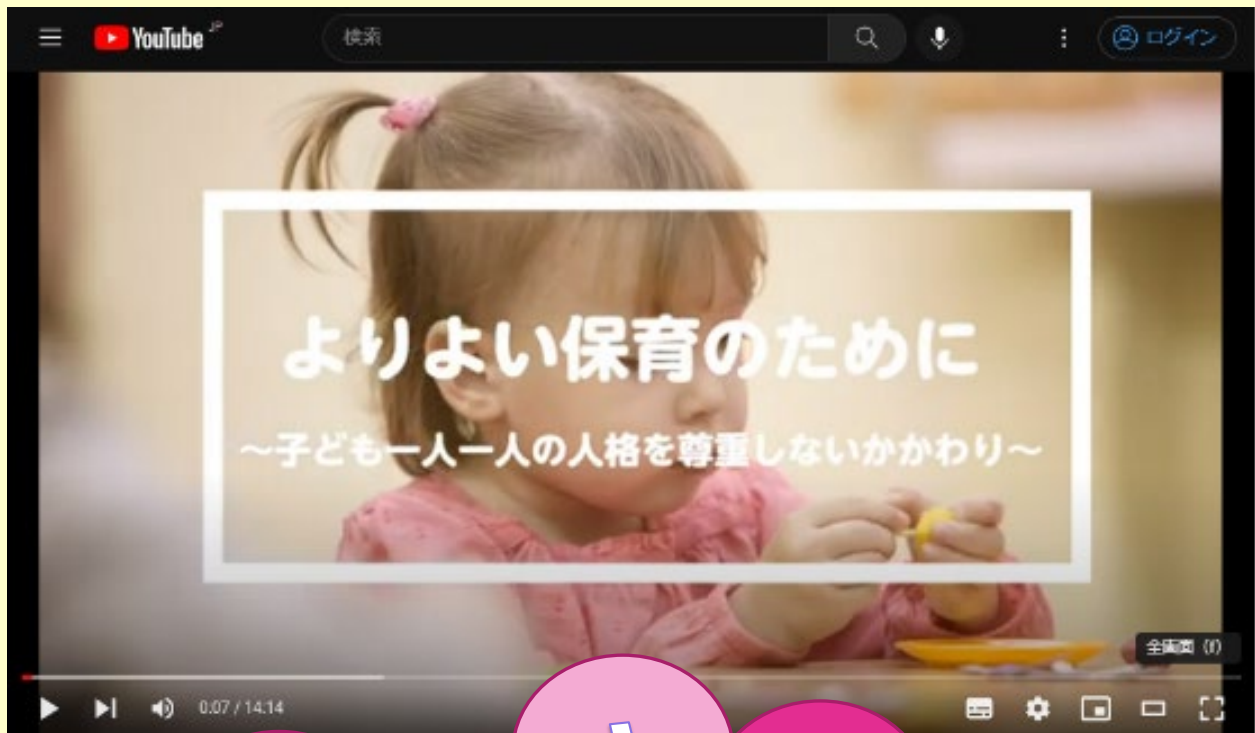 YouTube JP
検索
ログイン
よりよい保育のために
～子ども一人一人の人格を尊重しないかかわり～
全画面 (f)
0:07 / 14:14